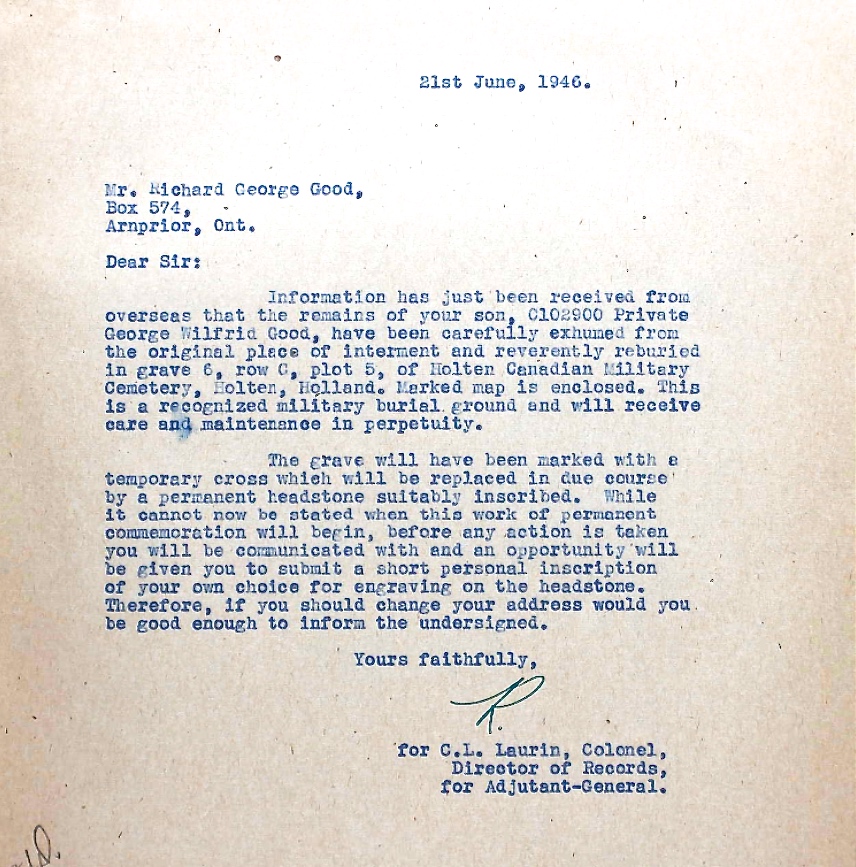 21st June, 1946.
Mr. Richard George Good,
Box 574,
Arnprior, Ont.
Dear Sir:
Information has just been received from
overseas that the remains of your son, C102900 Private
George Wilfrid Good, have been carefully exhumed from
the original place of interment and reverently reburied
in grave 6, row C, plot 5, of Holten Canadian Military
Cemetery, Holten, Holland. Marked map is enclosed. This
is a recognized military burial ground and will receive
care and maintenance in perpetuity.
The grave will have been marked with a
temporary cross which will be replaced in due course
by a permanent headstone suitably inscribed. While
it cannot now be stated when this work of permanent
commemoration will begin, before any action is taken
you will be communicated with and an opportunity will
be given you to submit a short personal inscription
of your own choice for engraving on the headstone.
Therefore, if you should change your address would you
be good enough to inform the undersigned.
Yours faithfully,
R.
for C.L. Laurin, Colonel,
Director of Records,
for Adjutant-General.